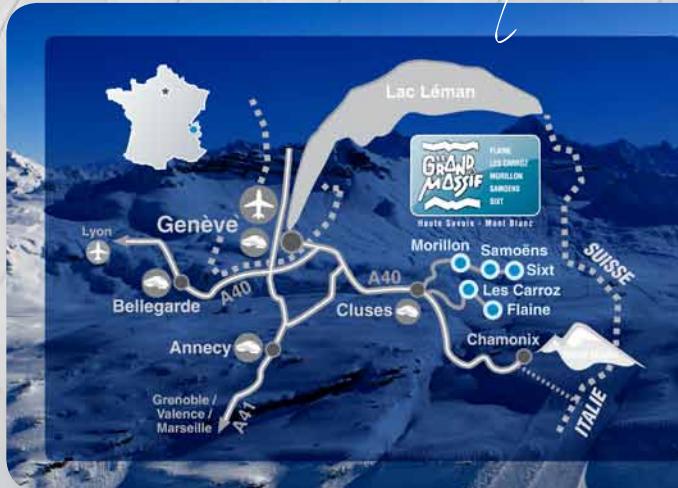 Lac Léman
LE GRAND
MASSIF
FLAINE
LES CARROZ
MORILLON
SAMOENS
SIXT
Haute Savoie - Mont Blanc
Genève
Lyon
Morillon
Samoëns
Sixt
SUISSE
A40
A40
Les Carroz
Bellegarde
Cluses
Flaine
Annecy
Chamonix
Grenoble /
Valence /
Marseille
A41
ITALIE